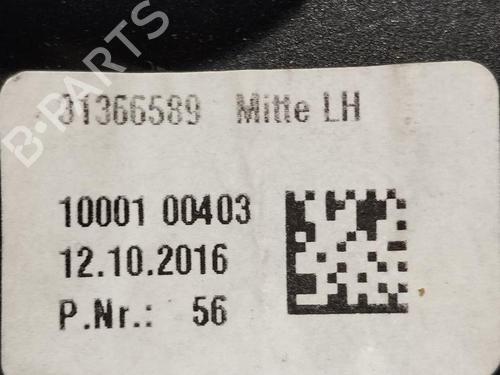 B-PARTS
31366589 Mitte LH
10001 00403
12.10.2016
P.Nr.: 56